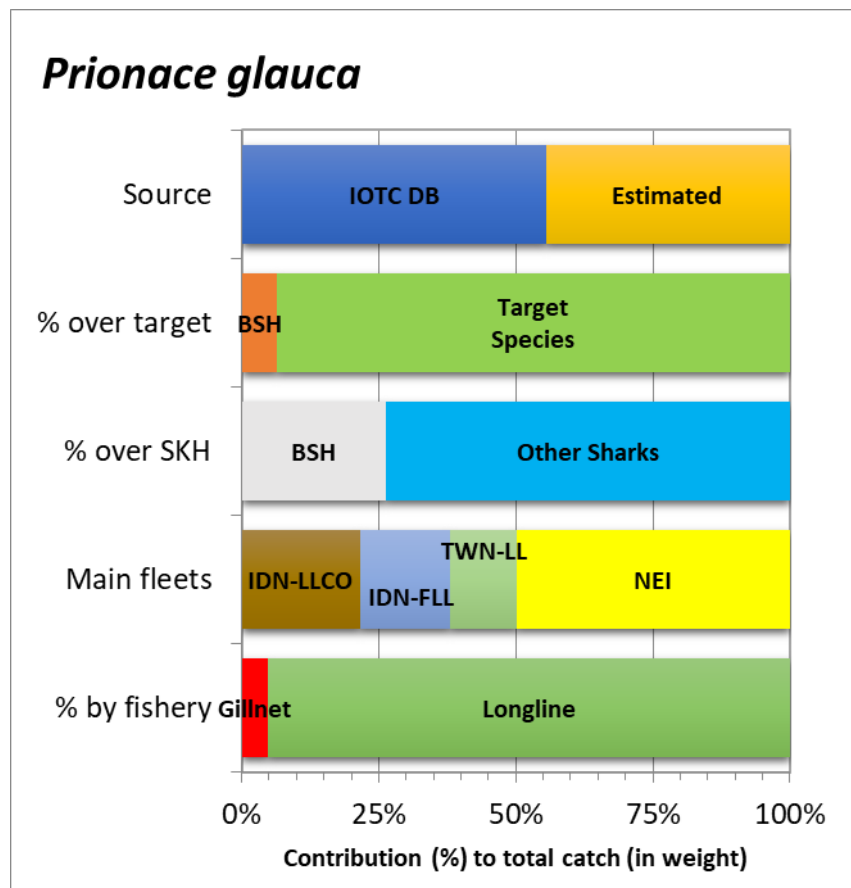 Prionace glauca
Source
IOTC DB
Estimated
% over target
BSH
Target
Species
% over SKH
BSH
Other Sharks
Main fleets
IDN-LLCO
IDN-FLL
TWN-LL
NEI
% by fishery
Gillnet
Longline
0%
25%
50%
75%
100%
Contribution (%) to total catch (in weight)